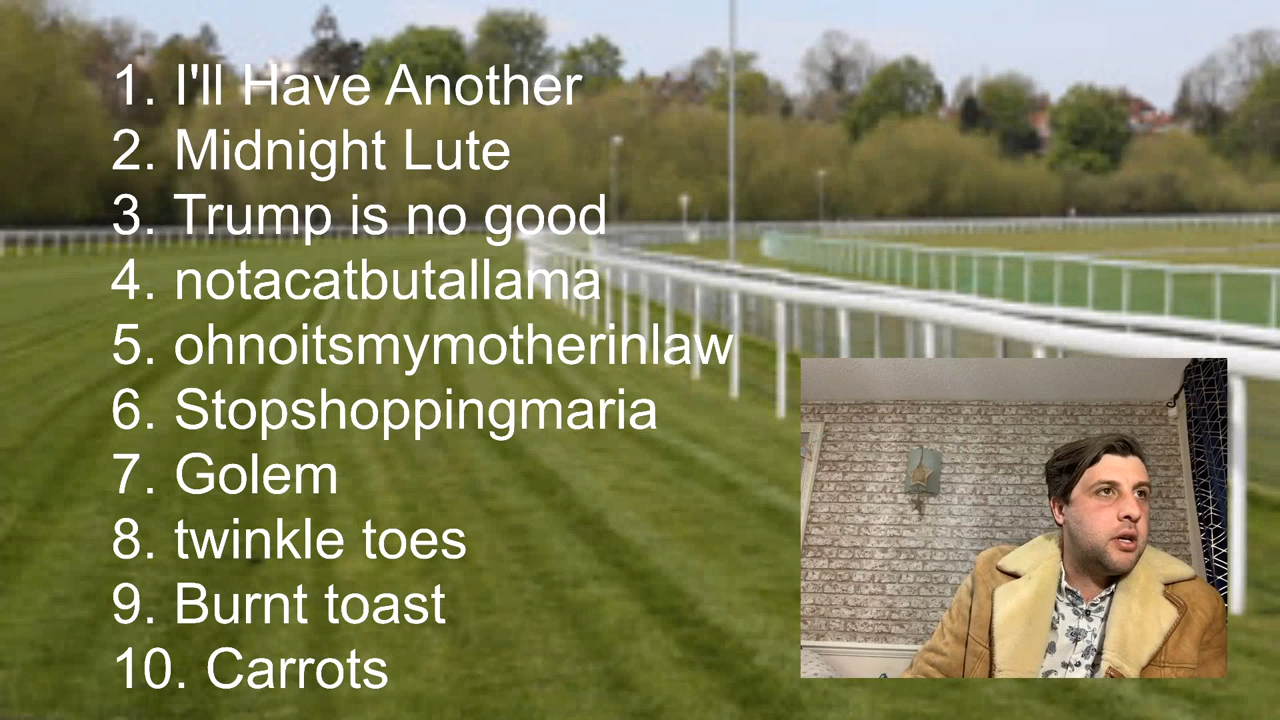 1. I'll Have Another
2. Midnight Lute
3. Trump is no good
4. notacatbutallama
5. ohnoitsmymotherinlaw
6. Stopshoppingmaria
7. Golem
8. twinkle toes
9. Burnt toast
10. Carrots